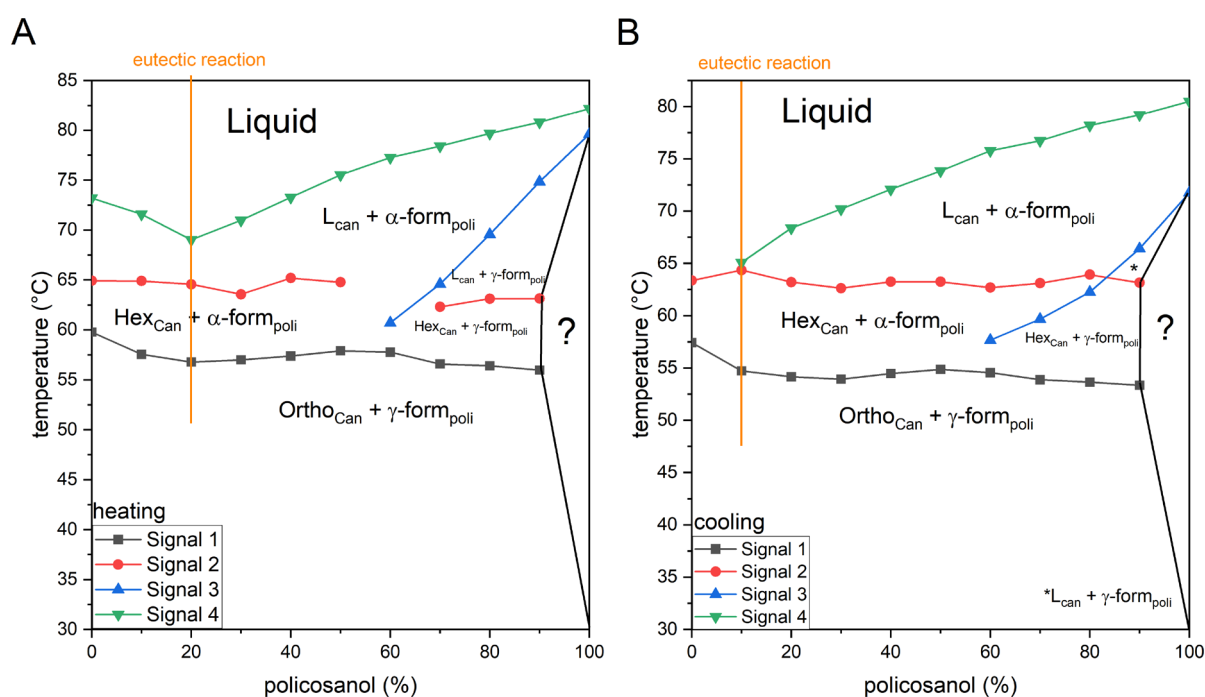 A
eutectic reaction
85
80
75
70
65
60
55
50
45
40
35
30
temperature (°C)
Liquid
Lcan + α-formpoli
Lcan + γ-formpoli
HexCan + α-formpoli
HexCan + γ-formpoli
?
OrthoCan + γ-formpoli
heating
Signal 1
Signal 2
Signal 3
Signal 4
0 20 40 60 80 100
policosanol (%)
B
eutectic reaction
80
75
70
65
60
55
50
45
40
35
30
temperature (°C)
Liquid
Lcan + α-formpoli
*
HexCan + α-formpoli
HexCan + γ-formpoli
?
OrthoCan + γ-formpoli
cooling
Signal 1
Signal 2
Signal 3
Signal 4
*Lcan + γ-formpoli
0 20 40 60 80 100
policosanol (%)